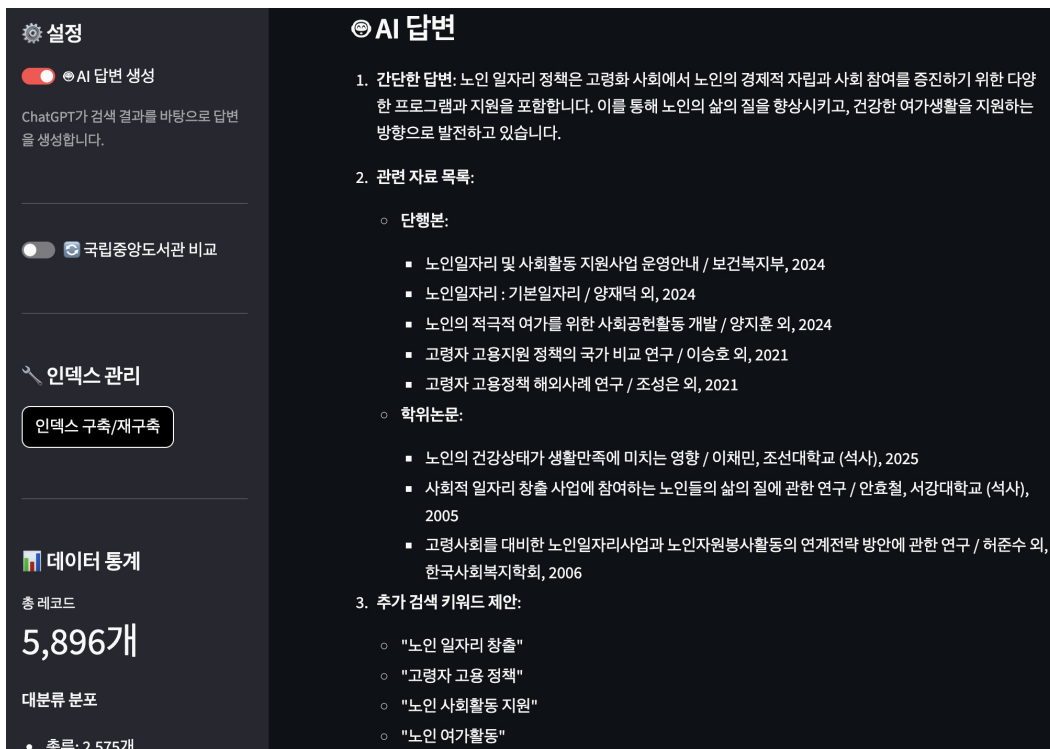 설정
AI 답변 생성
ChatGPT가 검색 결과를 바탕으로 답변
을 생성합니다.
국립중앙도서관 비교
인덱스 관리
인덱스 구축/재구축
데이터 통계
총 레코드
5,896개
대분류 분포
• 총류: 2,575개
AI 답변
1. 간단한 답변: 노인 일자리 정책은 고령화 사회에서 노인의 경제적 자립과 사회 참여를 증진하기 위한 다양
한 프로그램과 지원을 포함합니다. 이를 통해 노인의 삶의 질을 향상시키고, 건강한 여가생활을 지원하는
방향으로 발전하고 있습니다.
2. 관련 자료 목록:
○ 단행본:
▪ 노인일자리 및 사회활동 지원사업 운영안내 / 보건복지부, 2024
▪ 노인일자리 : 기본일자리 / 양재덕 외, 2024
▪ 노인의 적극적 여가를 위한 사회공헌활동 개발 / 양지훈 외, 2024
▪ 고령자 고용지원 정책의 국가 비교 연구 / 이승호 외, 2021
▪ 고령자 고용정책 해외사례 연구 / 조성은 외, 2021
○ 학위논문:
▪ 노인의 건강상태가 생활만족에 미치는 영향 / 이채민, 조선대학교 (석사), 2025
▪ 사회적 일자리 창출 사업에 참여하는 노인들의 삶의 질에 관한 연구 / 안효철, 서강대학교 (석사),
2005
▪ 고령사회를 대비한 노인일자리사업과 노인자원봉사활동의 연계전략 방안에 관한 연구 / 허준수 외,
한국사회복지학회, 2006
3. 추가 검색 키워드 제안:
○ "노인 일자리 창출"
○ "고령자 고용 정책"
○ "노인 사회활동 지원"
○ "노인 여가활동"